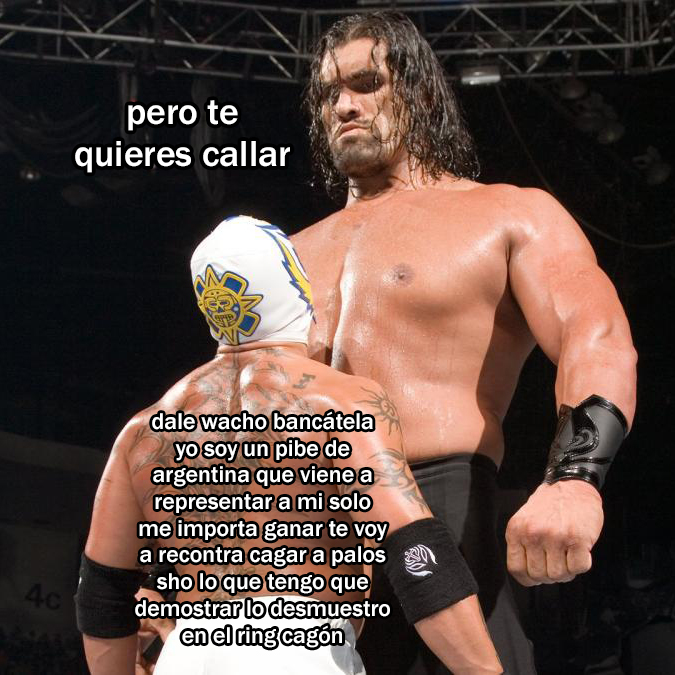 pero te
quieres callar
dale wacho bancátela
yo soy un pibe de
argentina que viene a
representar a mi solo
me importa ganar te voy
a recontra cagar a palos
sho lo que tengo que
demostrar lo desmuestro
en el ring cagón
4c